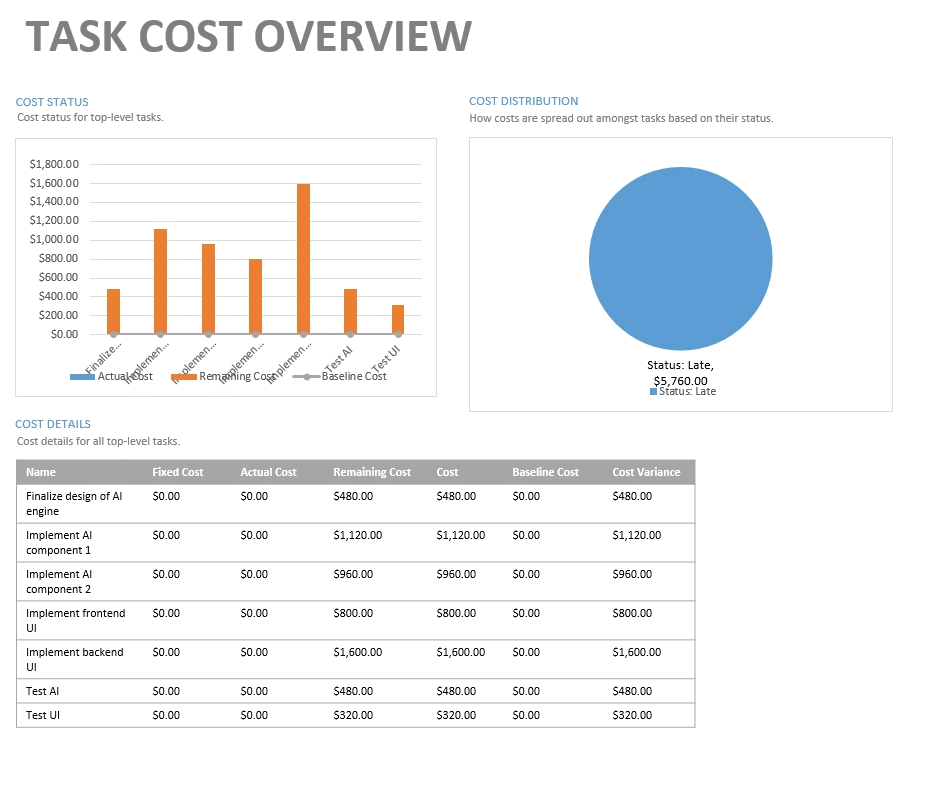 TASK COST OVERVIEW
COST STATUS
Cost status for top-level tasks.
$1,800.00
$1,600.00
$1,400.00
$1,200.00
$1,000.00
$800.00
$600.00
$400.00
$200.00
$0.00
Finalize...
Implemen...
Implemen...
Implemen...
Implemen...
Test AI
Test UI
Actual Cost Remaining Cost Baseline Cost
COST DISTRIBUTION
How costs are spread out amongst tasks based on their status.
Status: Late,
$5,760.00
Status: Late
COST DETAILS
Cost details for all top-level tasks.
Name Fixed Cost Actual Cost Remaining Cost Cost Baseline Cost Cost Variance
Finalize design of AI $0.00 $0.00 $480.00 $480.00 $0.00 $480.00
engine
Implement AI $0.00 $0.00 $1,120.00 $1,120.00 $0.00 $1,120.00
component 1
Implement AI $0.00 $0.00 $960.00 $960.00 $0.00 $960.00
component 2
Implement frontend $0.00 $0.00 $800.00 $800.00 $0.00 $800.00
UI
Implement backend $0.00 $0.00 $1,600.00 $1,600.00 $0.00 $1,600.00
UI
Test AI $0.00 $0.00 $480.00 $480.00 $0.00 $480.00
Test UI $0.00 $0.00 $320.00 $320.00 $0.00 $320.00